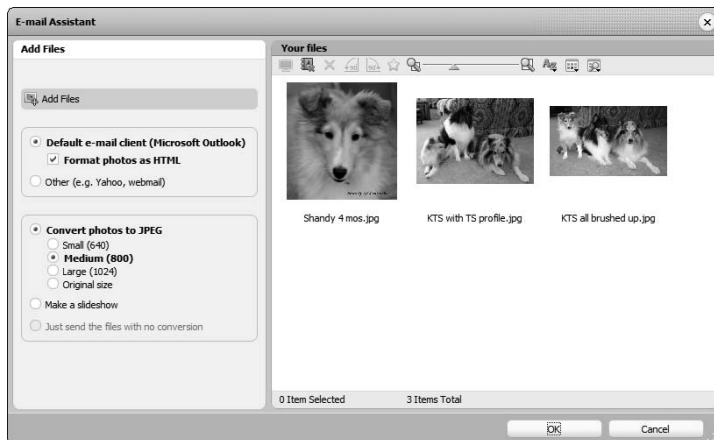 E-mail Assistant
Add Files
Add Files
Default e-mail client (Microsoft Outlook)
Format photos as HTML
Other (e.g. Yahoo, webmail)
Convert photos to JPEG
Small (640)
Medium (800)
Large (1024)
Original size
Make a slideshow
Just send the files with no conversion
Your files
Shandy 4 mos.jpg
KTS with TS profile.jpg
KTS all brushed up.jpg
0 Item Selected
3 Items Total
OK
Cancel